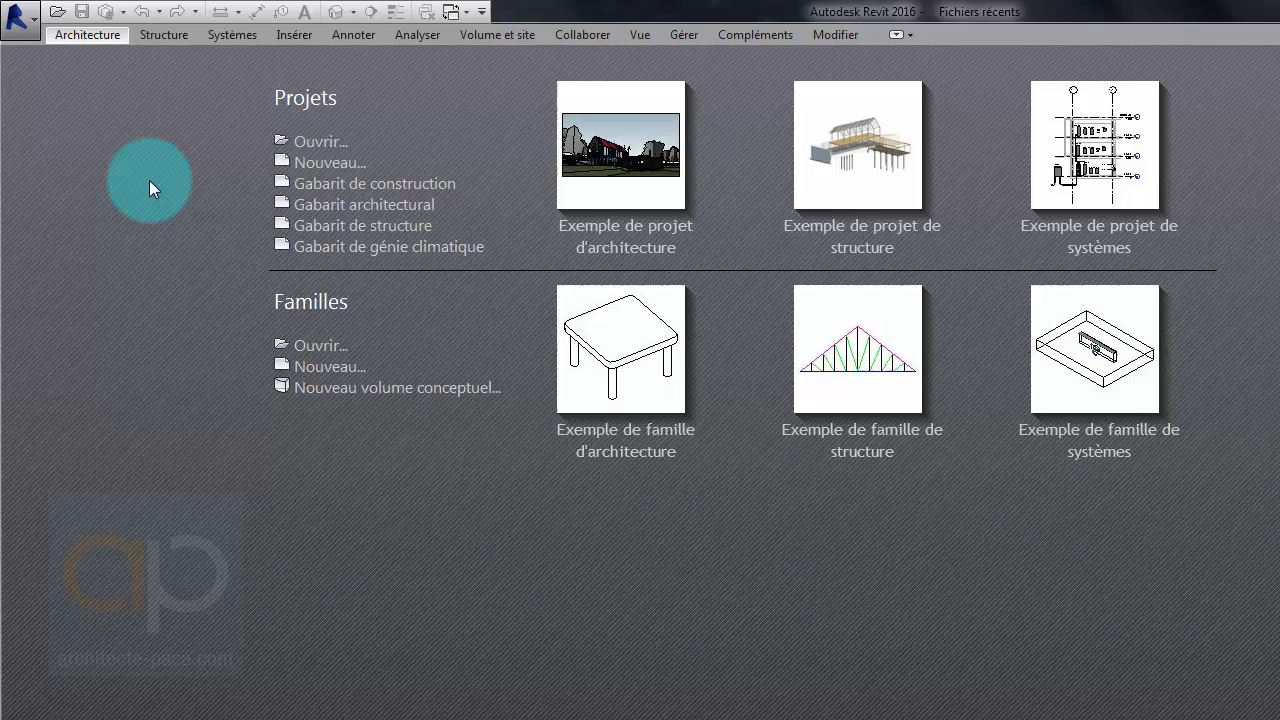 Autodesk Revit 2016 - Fichiers récents
Architecture Structure Systèmes Insérer Annoter Analyser Volume et site Collaborer Vue Gérer Compléments Modifier
Projets
Ouvrir...
Nouveau...
Gabarit de construction
Gabarit architectural
Gabarit de structure
Gabarit de génie climatique
Exemple de projet
d'architecture
Exemple de projet de
structure
Exemple de projet de
systèmes
Familles
Ouvrir...
Nouveau...
Nouveau volume conceptuel...
Exemple de famille
d'architecture
Exemple de famille de
structure
Exemple de famille de
systèmes
ap
architecte-paca.com